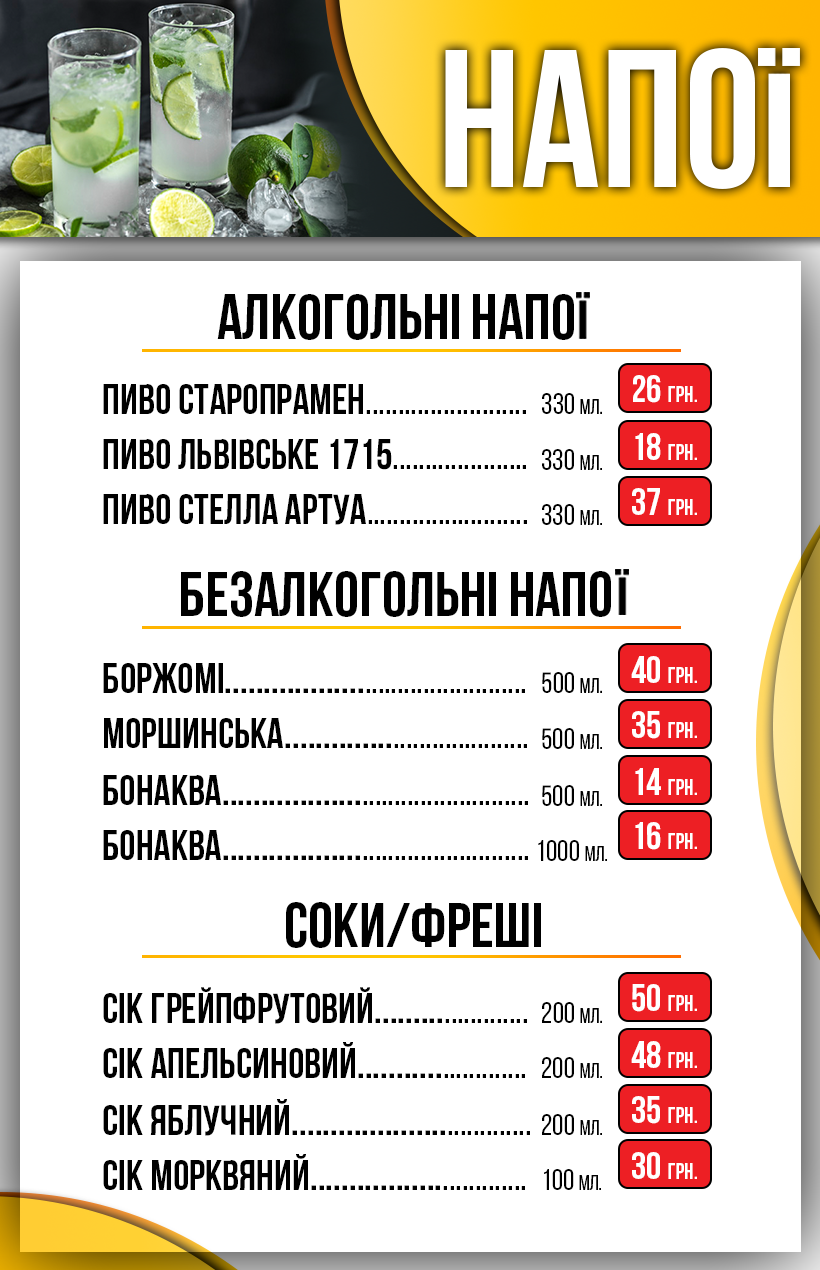 НАПОЇ
АЛКОГОЛЬНІ НАПОЇ
ПИВО СТАРОПРАМЕН......................... 330 МЛ. 26 ГРН.
ПИВО ЛЬВІВСЬКЕ 1715..................... 330 МЛ. 18 ГРН.
ПИВО СТЕЛЛА АРТУА......................... 330 МЛ. 37 ГРН.
БЕЗАЛКОГОЛЬНІ НАПОЇ
БОРЖОМІ............................................ 500 МЛ. 40 ГРН.
МОРШИНСЬКА................................... 500 МЛ. 35 ГРН.
БОНАКВА............................................ 500 МЛ. 14 ГРН.
БОНАКВА............................................ 1000 МЛ. 16 ГРН.
СОКИ/ФРЕШІ
СІК ГРЕЙПФРУТОВИЙ...................... 200 МЛ. 50 ГРН.
СІК АПЕЛЬСИНОВИЙ........................ 200 МЛ. 48 ГРН.
СІК ЯБЛУЧНИЙ.................................. 200 МЛ. 35 ГРН.
СІК МОРКВЯНИЙ............................... 100 МЛ. 30 ГРН.